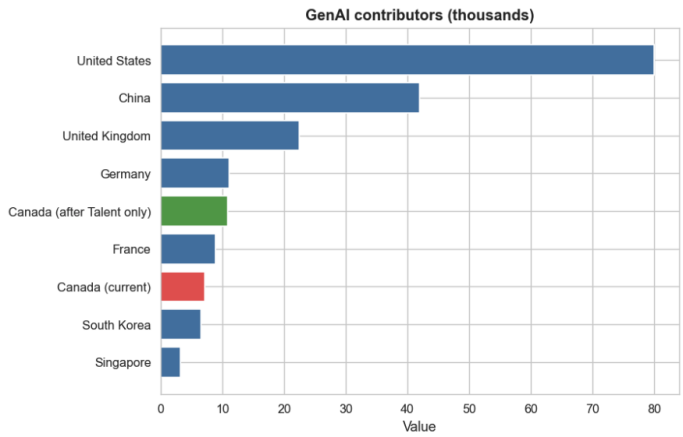 GenAI contributors (thousands)
United States
China
United Kingdom
Germany
Canada (after Talent only)
France
Canada (current)
South Korea
Singapore
0 10 20 30 40 50 60 70 80
Value